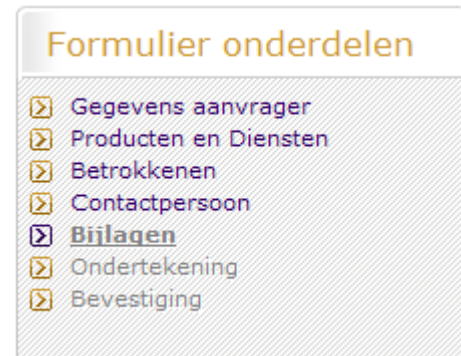 Formulier onderdelen
Gegevens aanvrager
Producten en Diensten
Betrokkenen
Contactpersoon
Bijlagen
Ondertekening
Bevestiging